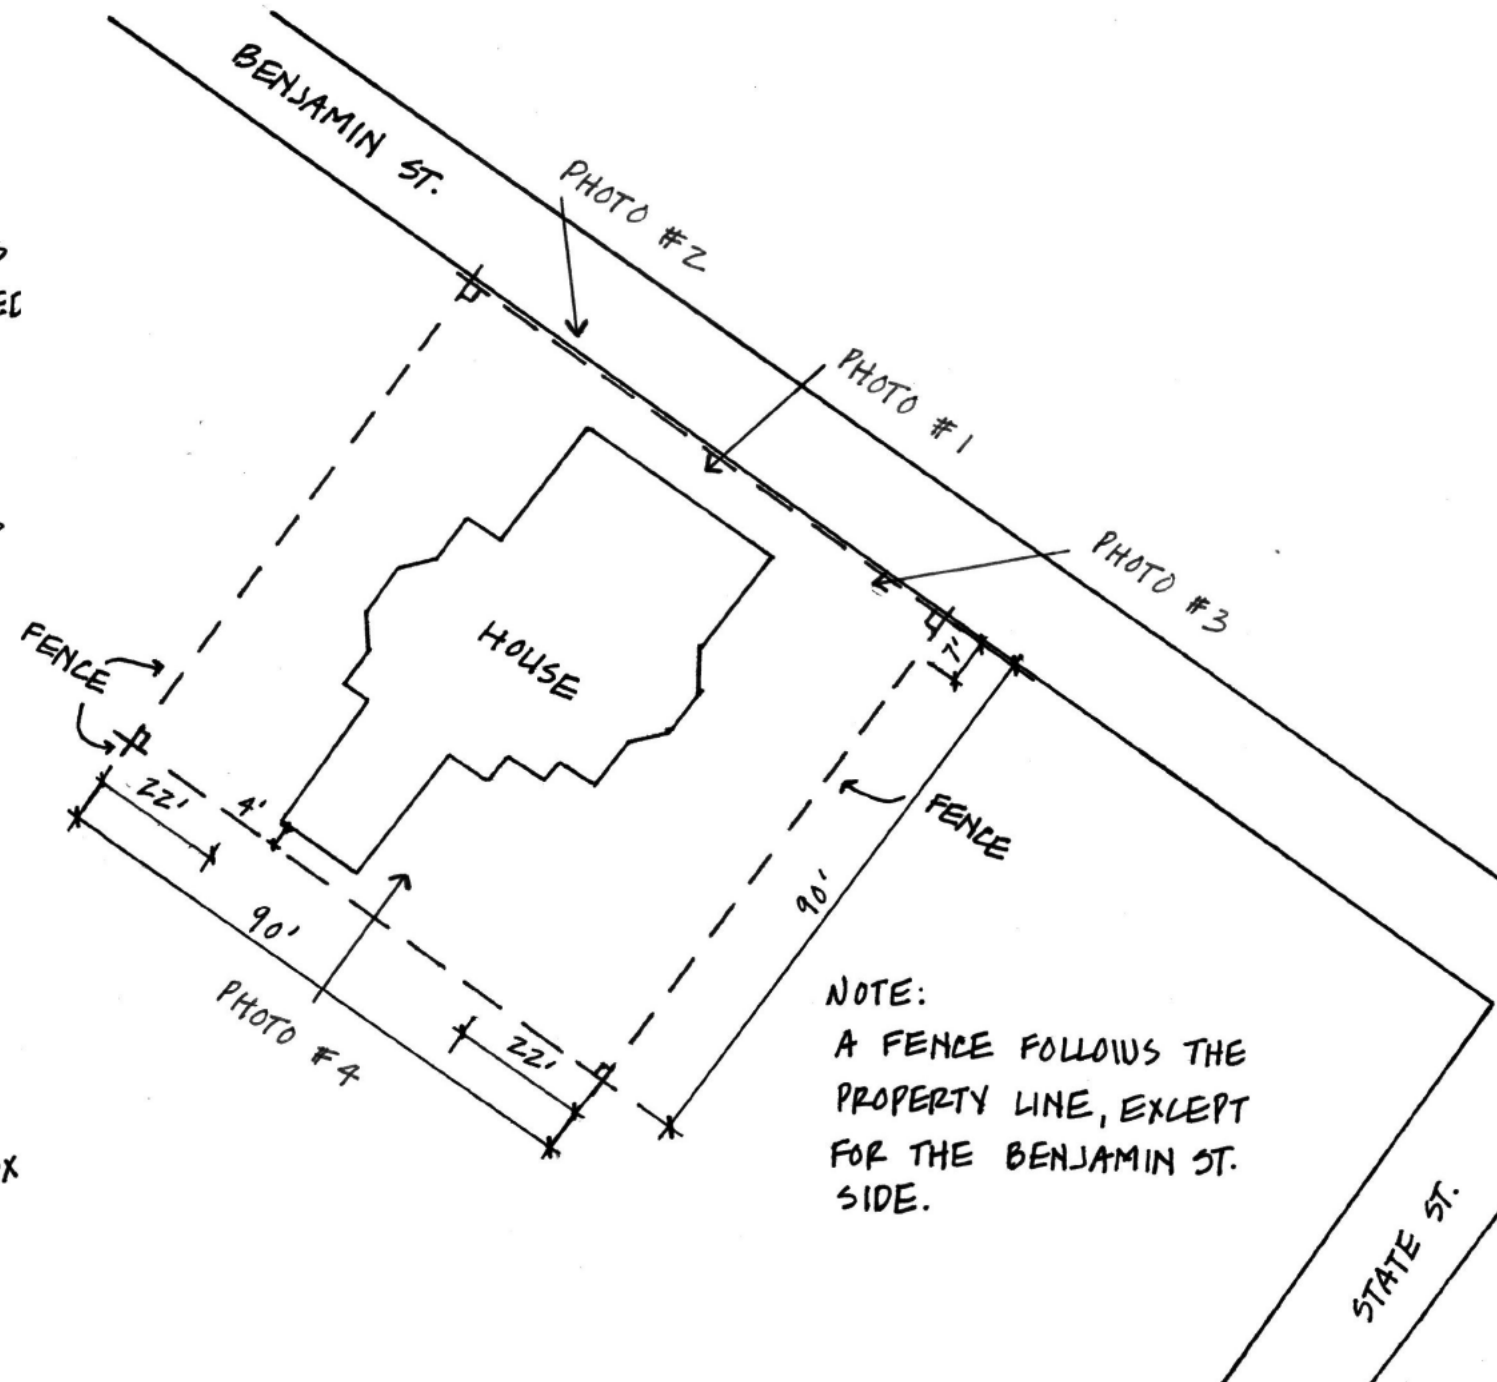 BENJAMIN ST.
PHOTO #2
PHOTO #1
PHOTO #3
HOUSE
FENCE
7'
22'
4'
90'
FENCE
90'
22'
PHOTO #4
NOTE:
A FENCE FOLLOWS THE
PROPERTY LINE, EXCEPT
FOR THE BENJAMIN ST.
SIDE.
STATE ST.